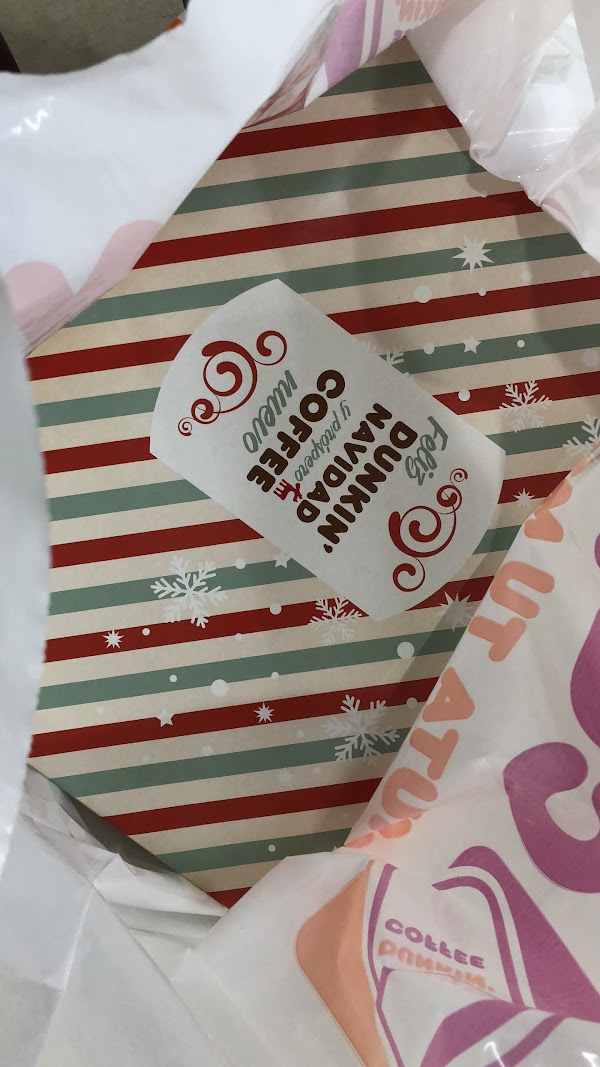 Feliz
DUNKIN'
NAVIDAD
y próspero
COFFEE
nuevo
COFFEE
DUNKIN'